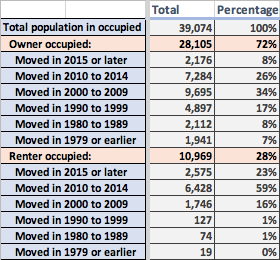 Total Percentage
Total population in occupied 39,074 100%
Owner occupied: 28,105 72%
Moved in 2015 or later 2,176 8%
Moved in 2010 to 2014 7,284 26%
Moved in 2000 to 2009 9,695 34%
Moved in 1990 to 1999 4,897 17%
Moved in 1980 to 1989 2,112 8%
Moved in 1979 or earlier 1,941 7%
Renter occupied: 10,969 28%
Moved in 2015 or later 2,575 23%
Moved in 2010 to 2014 6,428 59%
Moved in 2000 to 2009 1,746 16%
Moved in 1990 to 1999 127 1%
Moved in 1980 to 1989 74 1%
Moved in 1979 or earlier 19 0%